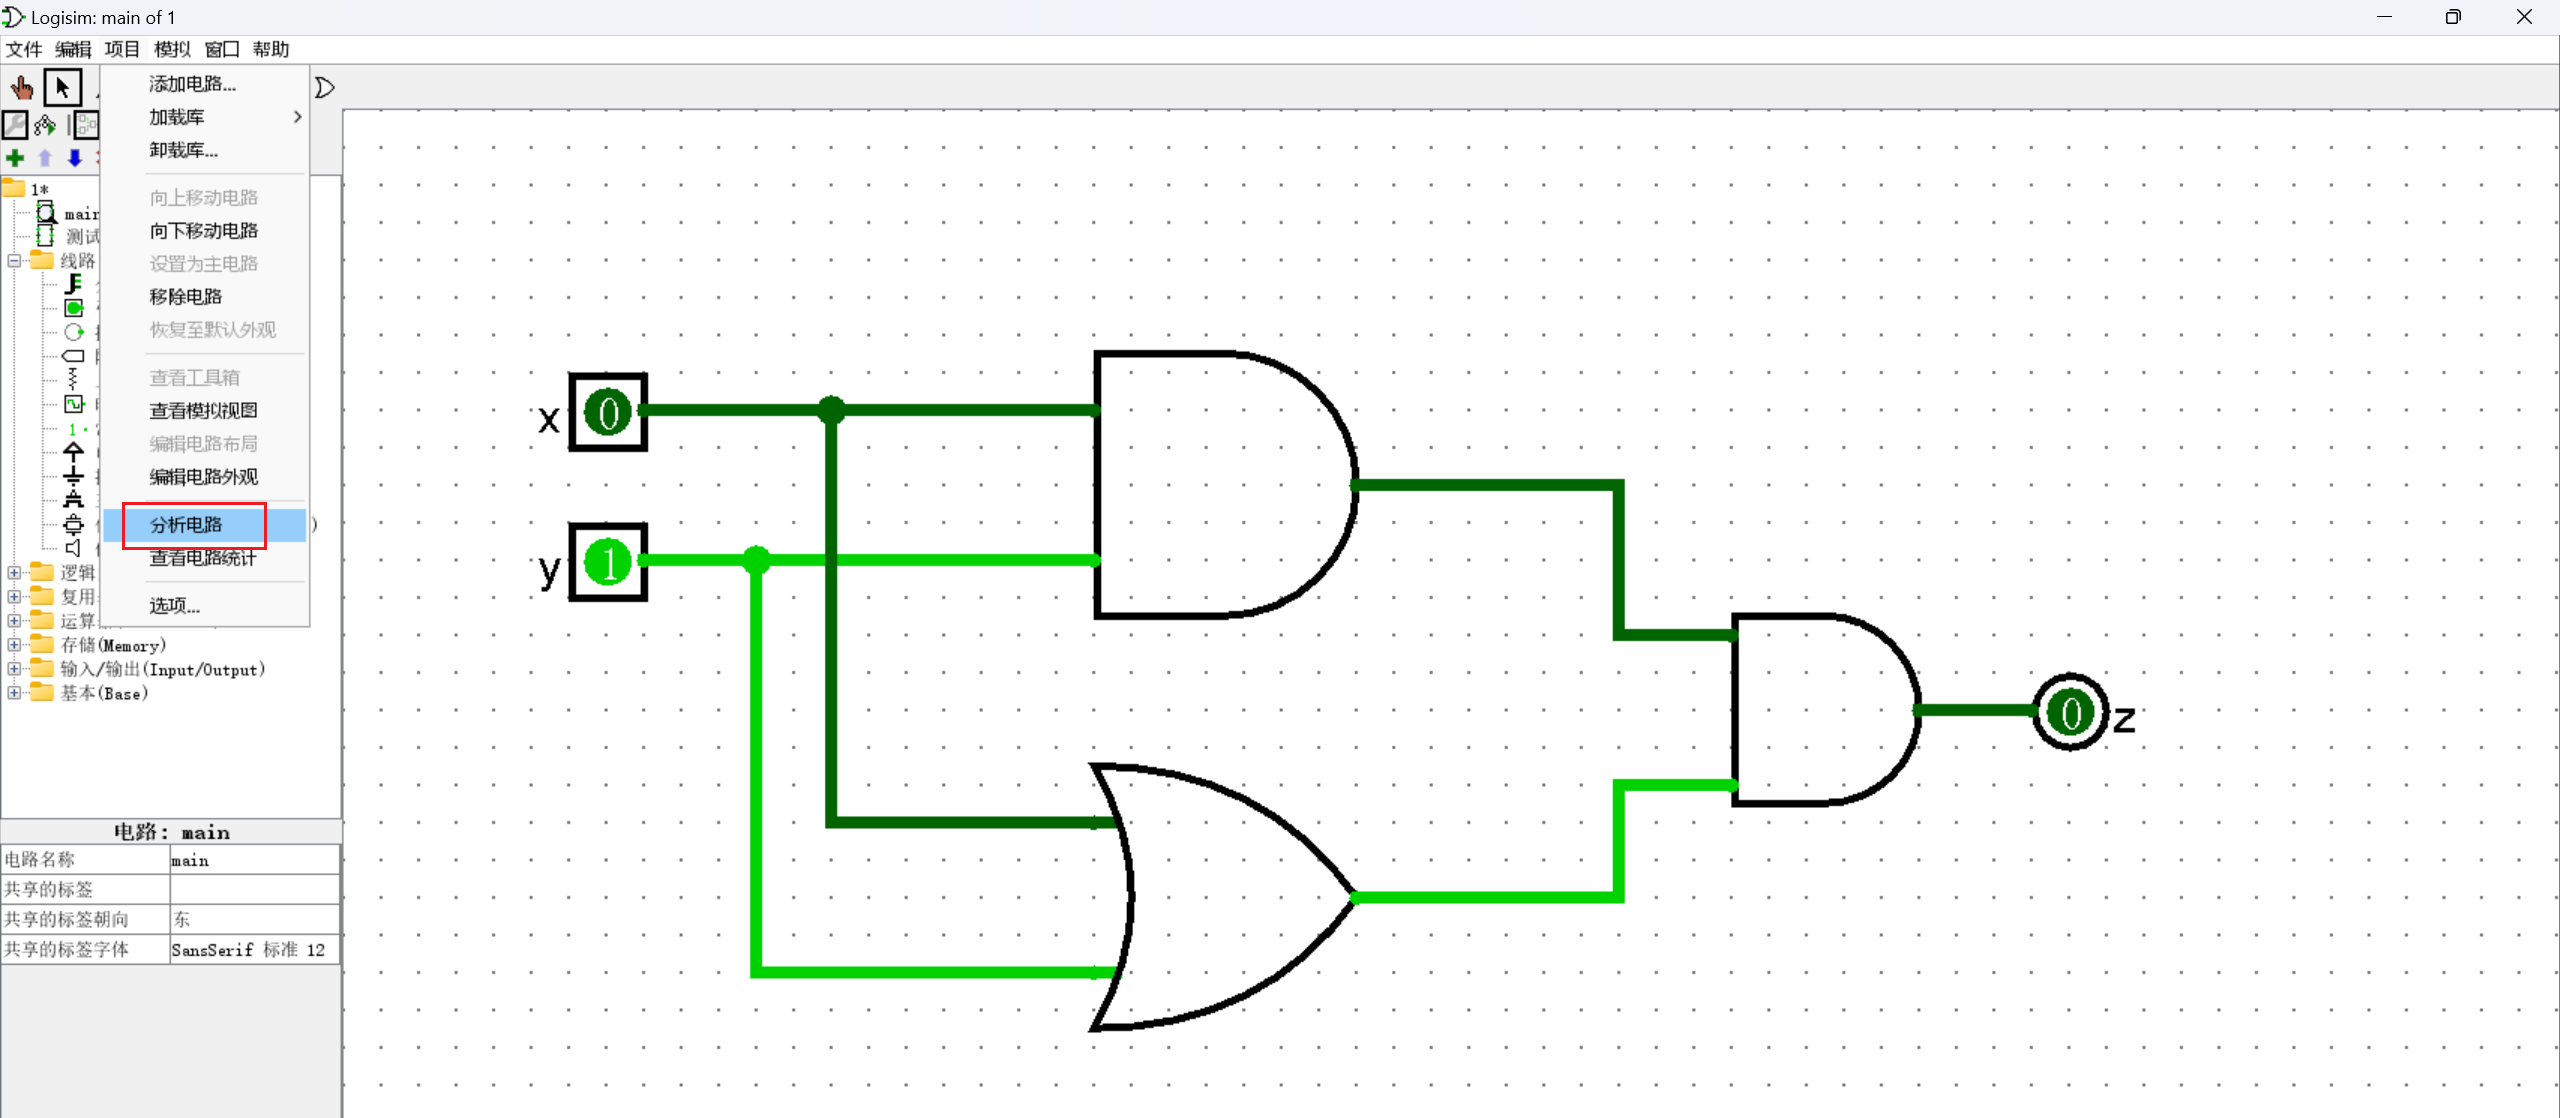 Logisim: main of 1
文件 编辑 项目 模拟 窗口 帮助
添加电路...
加载库
卸载库...
向上移动电路
向下移动电路
设置为主电路
移除电路
恢复至默认外观
查看工具箱
查看模拟视图
编辑电路布局
编辑电路外观
分析电路
查看电路统计
选项...
1*
main
测试
线路
1
)
逻辑
复用
运算
存储(Memory)
输入/输出(Input/Output)
基本(Base)
电路: main
电路名称 main
共享的标签
共享的标签朝向 东
共享的标签字体 SansSerif 标准 12
x 0
y 1
0 z